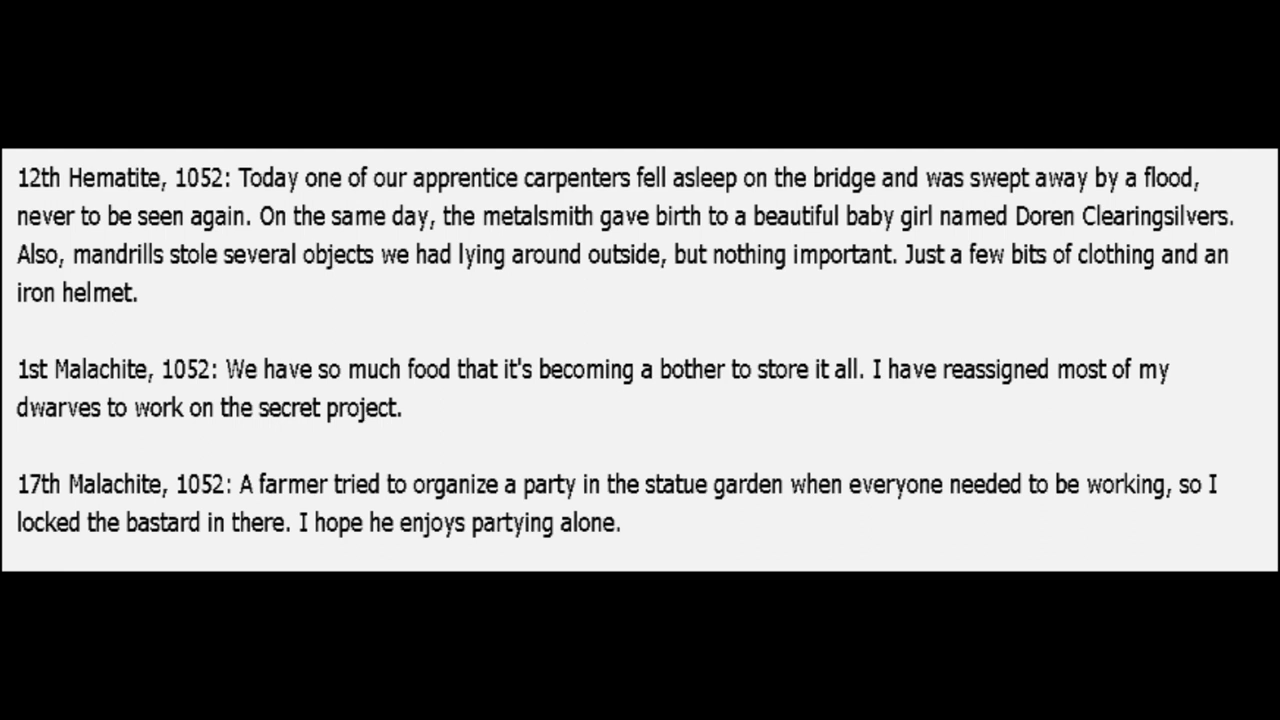 12th Hematite, 1052: Today one of our apprentice carpenters fell asleep on the bridge and was swept away by a flood,
never to be seen again. On the same day, the metalsmith gave birth to a beautiful baby girl named Doren Clearingsilvers.
Also, mandrills stole several objects we had lying around outside, but nothing important. Just a few bits of clothing and an
iron helmet.
1st Malachite, 1052: We have so much food that it's becoming a bother to store it all. I have reassigned most of my
dwarves to work on the secret project.
17th Malachite, 1052: A farmer tried to organize a party in the statue garden when everyone needed to be working, so I
locked the bastard in there. I hope he enjoys partying alone.